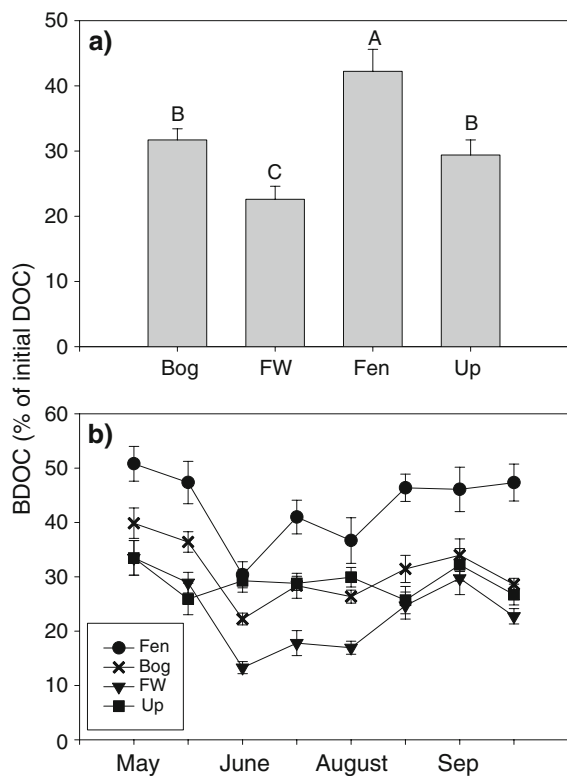 a)
50
40
30
20
10
0
A
B
B
C
Bog FW Fen Up
BDOC (% of initial DOC)
b)
60
50
40
30
20
10
0
Fen
Bog
FW
Up
May June August Sep